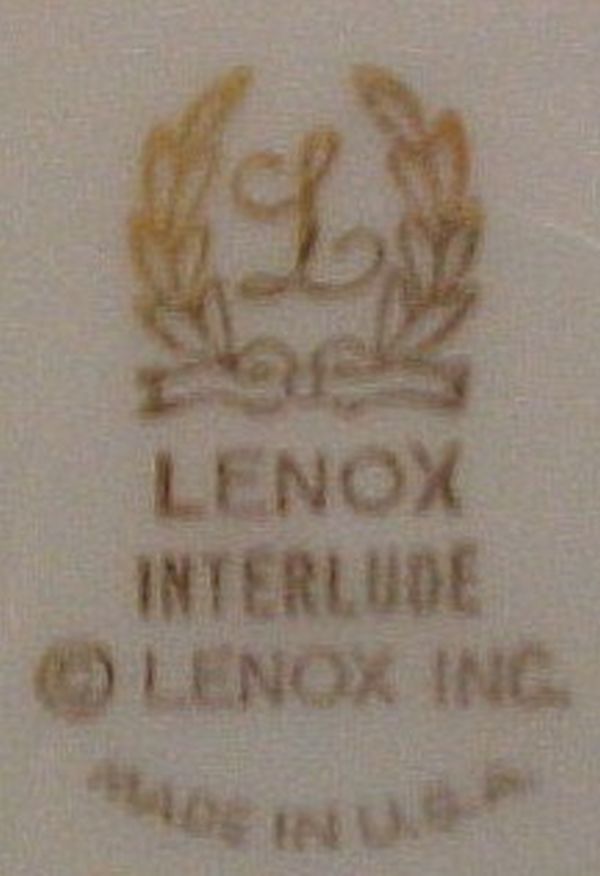 L
LENOX
INTERLUDE
© LENOX INC.
MADE IN U.S.A.